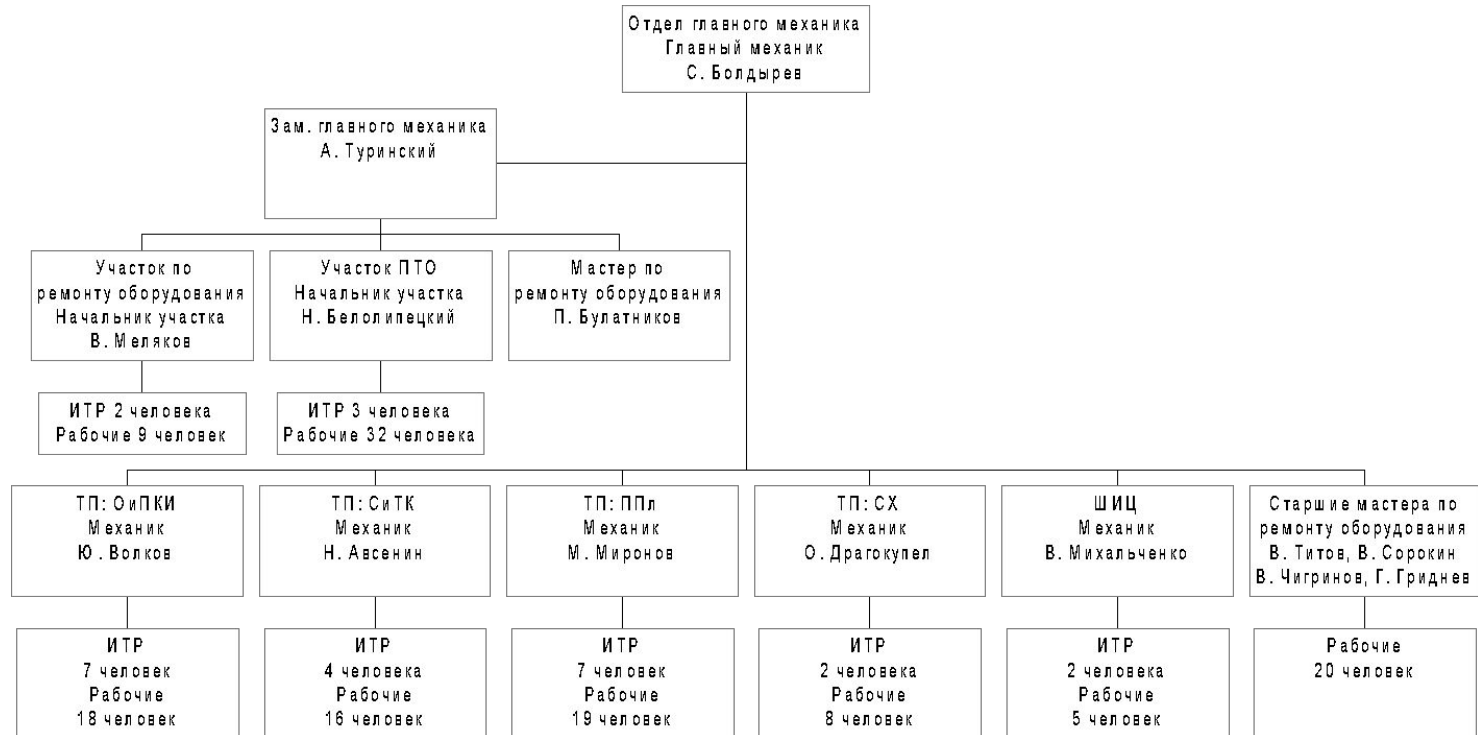 Отдел главного механика
Главный механик
С. Болдырев
Зам. главного механика
А. Туринский
Участок по
ремонту оборудования
Начальник участка
В. Меляков
Участок ПТО
Начальник участка
Н. Белолипецкий
Мастер по
ремонту оборудования
П. Булатников
ИТР 2 человека
Рабочие 9 человек
ИТР 3 человека
Рабочие 32 человека
ТП: ОиПКИ
Механик
Ю. Волков
ТП: СиТК
Механик
Н. Авсенин
ТП: ППл
Механик
М. Миронов
ТП: СХ
Механик
О. Драгокупел
ШИЦ
Механик
В. Михальченко
Старшие мастера по
ремонту оборудования
В. Титов, В. Сорокин
В. Чигринов, Г. Гриднев
ИТР
7 человек
Рабочие
18 человек
ИТР
4 человека
Рабочие
16 человек
ИТР
7 человек
Рабочие
19 человек
ИТР
2 человека
Рабочие
8 человек
ИТР
2 человека
Рабочие
5 человек
Рабочие
20 человек